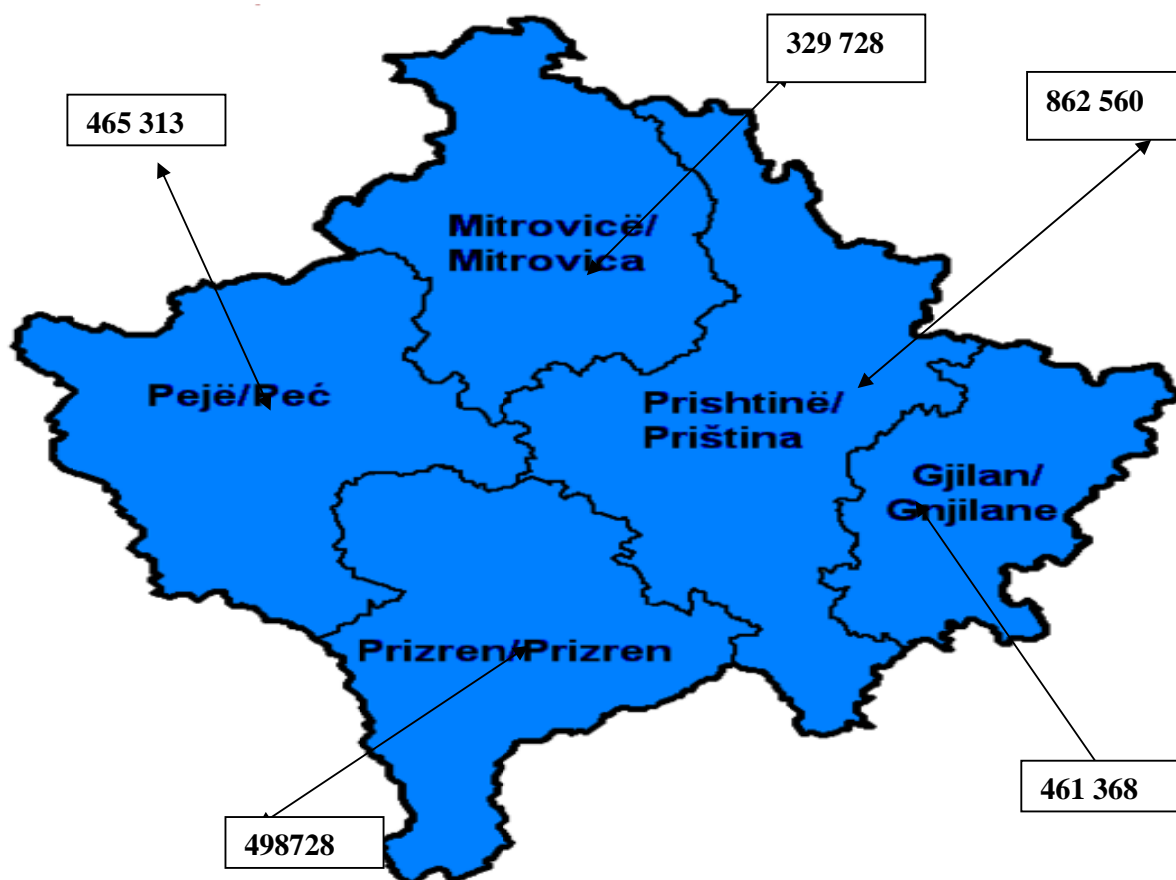 329 728
862 560
465 313
Mitrovicë/
Mitrovica
Pejë/Peć
Prishtinë/
Priština
Gjilan/
Gnjilane
Prizren/Prizren
461 368
498728